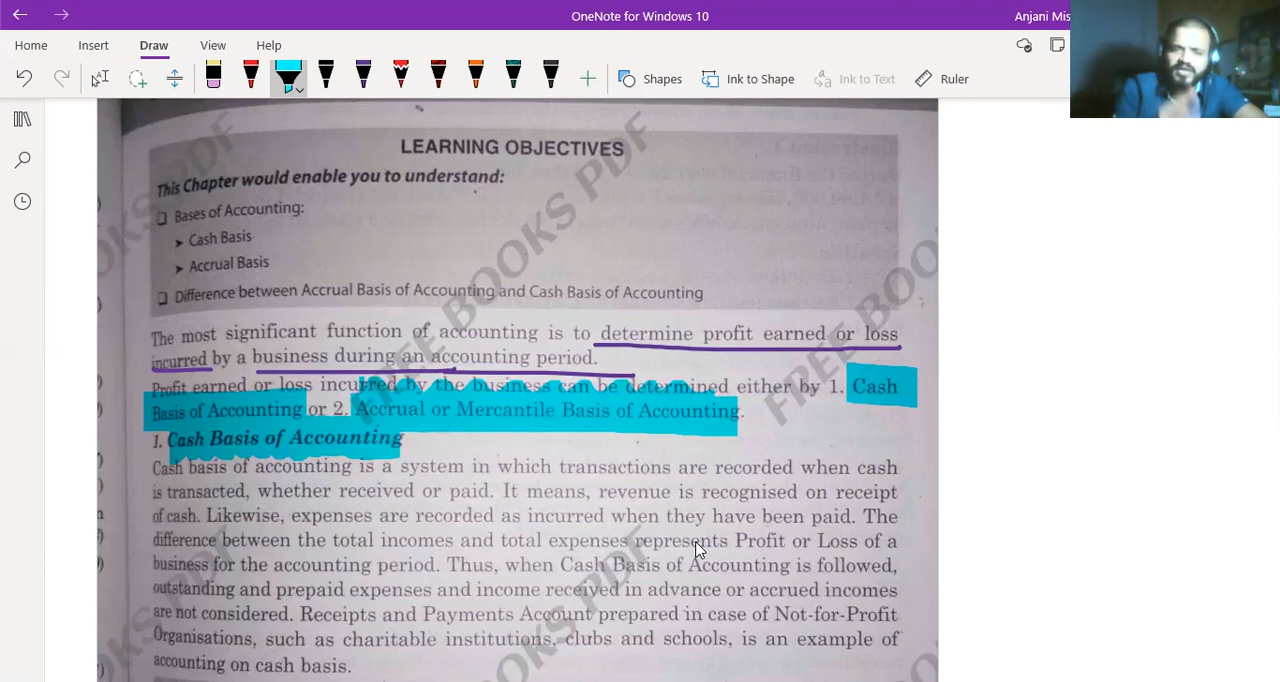 OneNote for Windows 10
Anjani Mis
Home Insert Draw View Help
Shapes Ink to Shape Ink to Text Ruler
LEARNING OBJECTIVES
This Chapter would enable you to understand:
Bases of Accounting:
Cash Basis
Accrual Basis
Difference between Accrual Basis of Accounting and Cash Basis of Accounting
The most significant function of accounting is to determine profit earned or loss
incurred by a business during an accounting period.
Profit earned or loss incurred by the business can be determined either by 1. Cash
Basis of Accounting or 2. Accrual or Mercantile Basis of Accounting.
1. Cash Basis of Accounting
Cash basis of accounting is a system in which transactions are recorded when cash
is transacted, whether received or paid. It means, revenue is recognised on receipt
of cash. Likewise, expenses are recorded as incurred when they have been paid. The
difference between the total incomes and total expenses represents Profit or Loss of a
business for the accounting period. Thus, when Cash Basis of Accounting is followed,
outstanding and prepaid expenses and income received in advance or accrued incomes
are not considered. Receipts and Payments Account prepared in case of Not-for-Profit
Organisations, such as charitable institutions, clubs and schools, is an example of
accounting on cash basis.
FREE BOOKS PDF